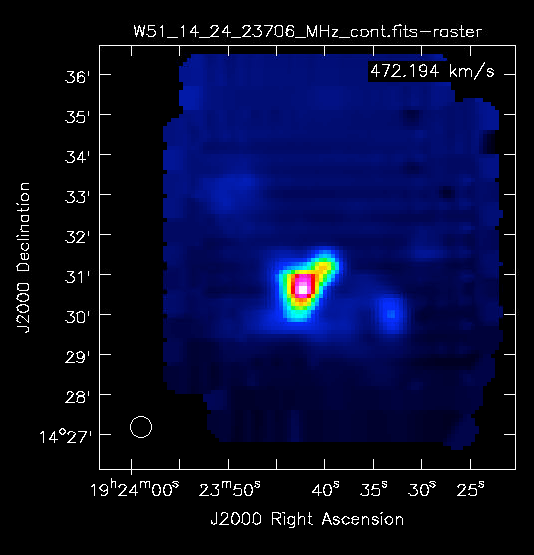 W51_14_24_23706_MHz_cont.fits-raster
472.194 km/s
36'
35'
34'
33'
32'
31'
30'
29'
28'
14°27'
19ʰ24ᵐ00ˢ 23ᵐ50ˢ 40ˢ 35ˢ 30ˢ 25ˢ
J2000 Right Ascension
J2000 Declination